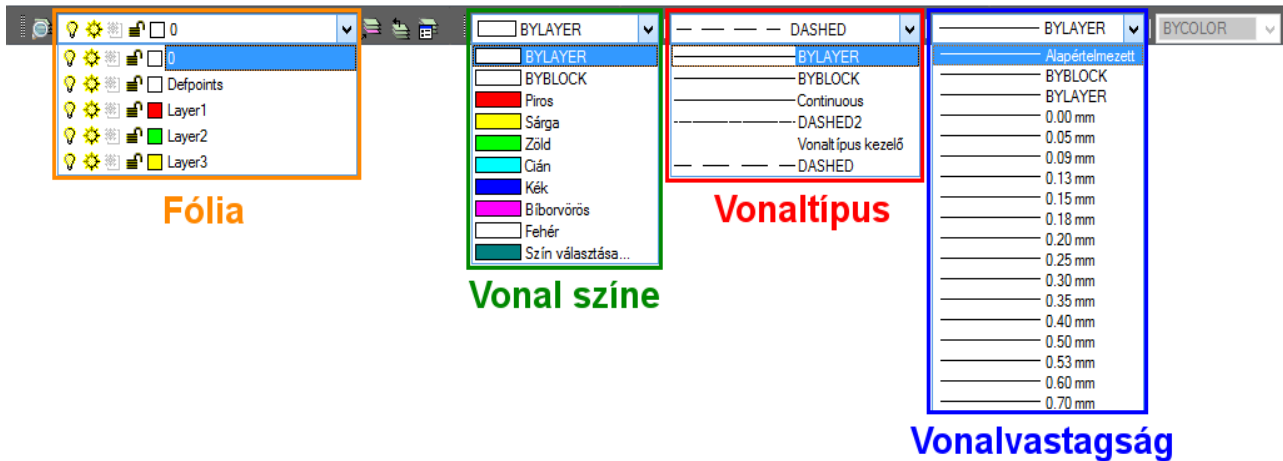 0
0
Defpoints
Layer1
Layer2
Layer3
Fólia
BYLAYER
BYLAYER
BYBLOCK
Piros
Sárga
Zöld
Cián
Kék
Bíborvörös
Fehér
Szín választása...
Vonal színe
DASHED
BYLAYER
BYBLOCK
Continuous
DASHED2
Vonaltípus kezelő
DASHED
Vonaltípus
BYLAYER
Alapértelmezett
BYBLOCK
BYLAYER
0.00 mm
0.05 mm
0.09 mm
0.13 mm
0.15 mm
0.18 mm
0.20 mm
0.25 mm
0.30 mm
0.35 mm
0.40 mm
0.50 mm
0.53 mm
0.60 mm
0.70 mm
Vonalvastagság
BYCOLOR